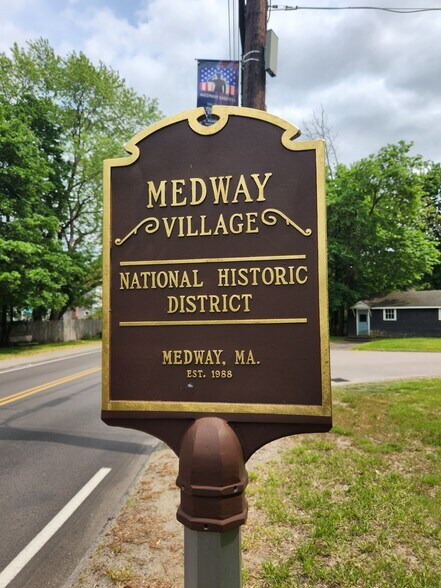 MEDWAY
VILLAGE
NATIONAL HISTORIC
DISTRICT
MEDWAY, MA.
EST. 1988